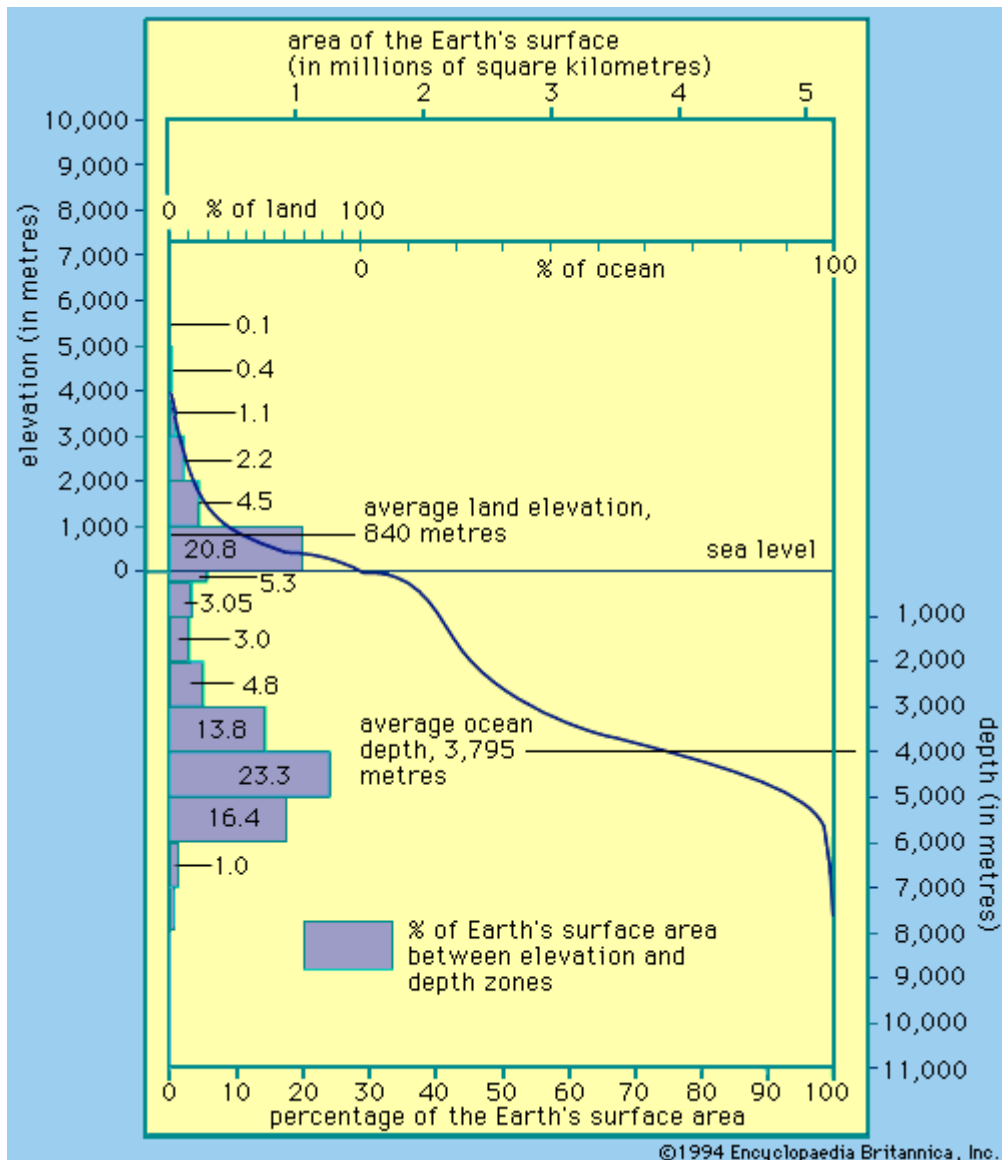 area of the Earth's surface
(in millions of square kilometres)
1 2 3 4 5
10,000
9,000
8,000
7,000
6,000
5,000
4,000
3,000
2,000
1,000
0
elevation (in metres)
0 % of land 100
0 % of ocean 100
0.1
0.4
1.1
2.2
4.5
20.8
average land elevation,
840 metres
sea level
5.3
3.05
3.0
4.8
13.8
23.3
16.4
1.0
average ocean
depth, 3,795
metres
1,000
2,000
3,000
4,000
5,000
6,000
7,000
8,000
9,000
10,000
11,000
depth (in metres)
% of Earth's surface area
between elevation and
depth zones
0 10 20 30 40 50 60 70 80 90 100
percentage of the Earth's surface area
©1994 Encyclopaedia Britannica, Inc.